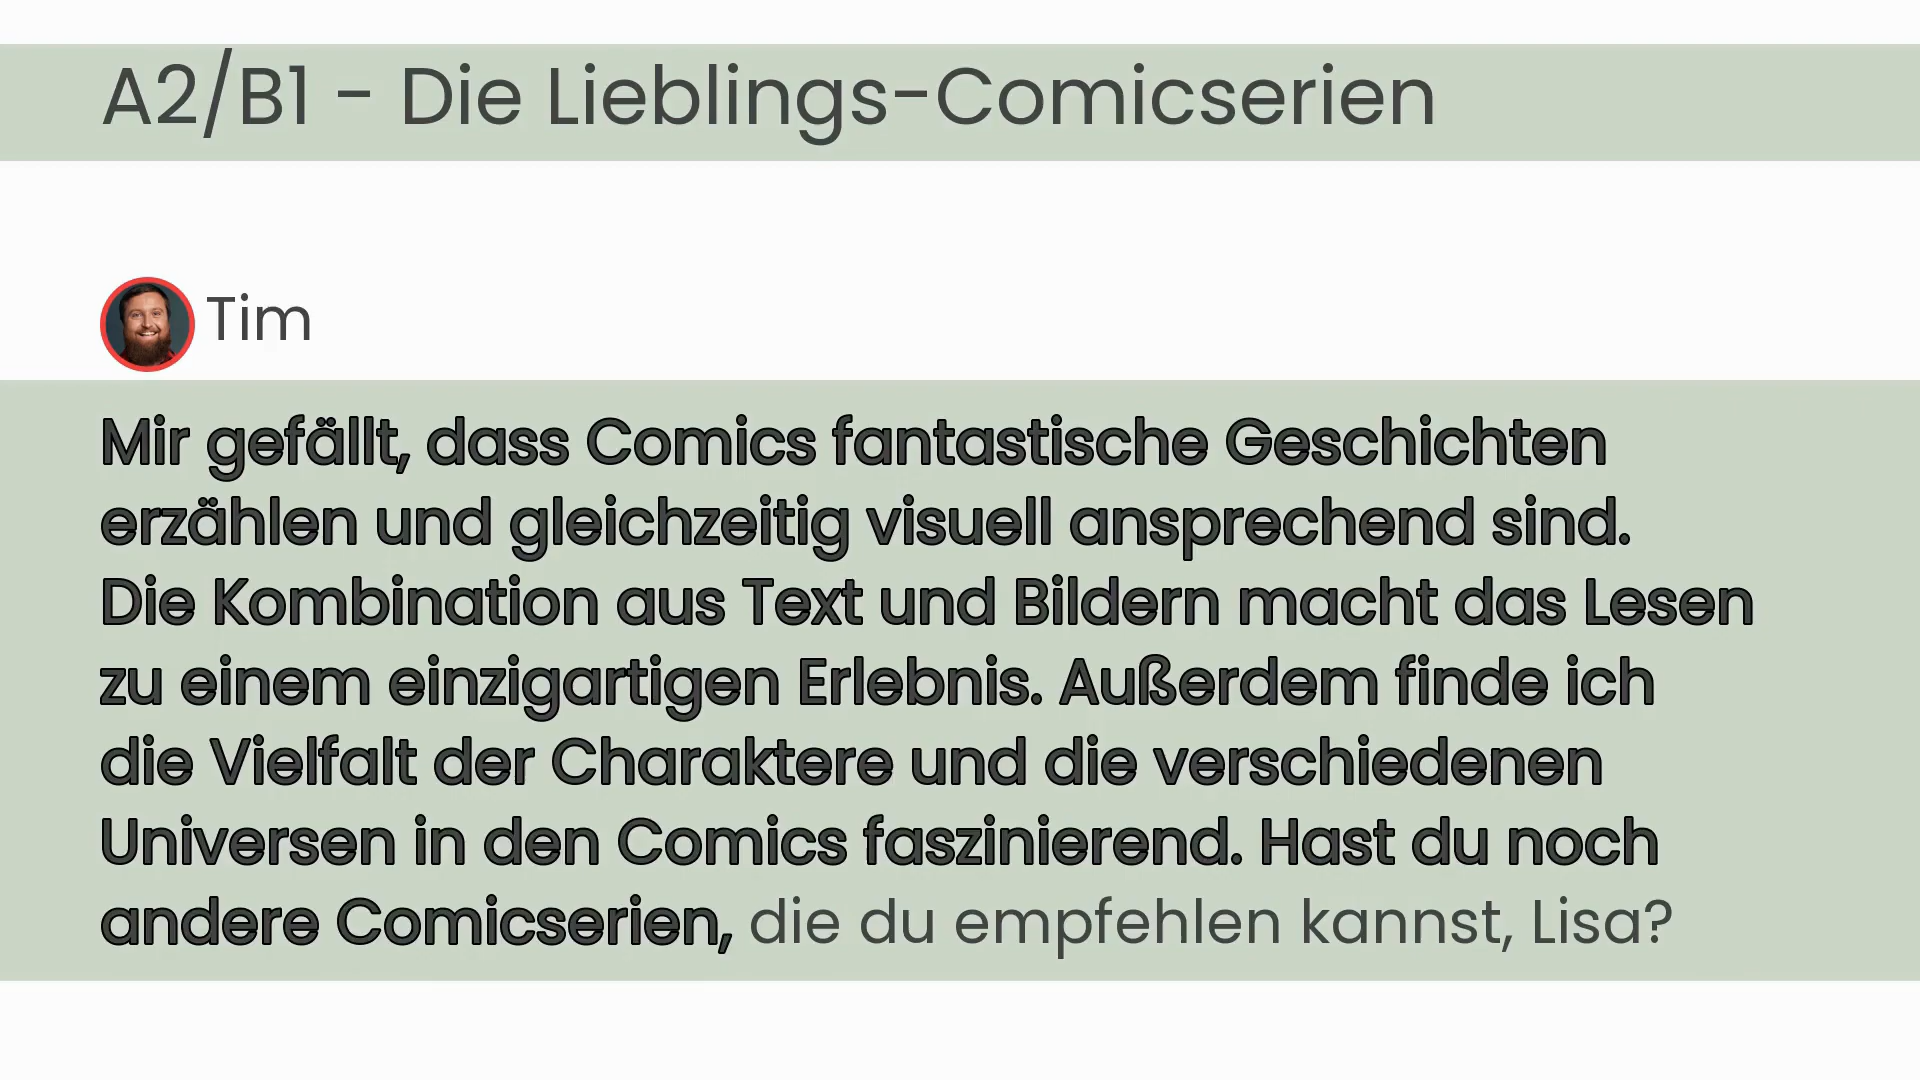 A2/B1 - Die Lieblings-Comicserien
Tim
Mir gefällt, dass Comics fantastische Geschichten
erzählen und gleichzeitig visuell ansprechend sind.
Die Kombination aus Text und Bildern macht das Lesen
zu einem einzigartigen Erlebnis. Außerdem finde ich
die Vielfalt der Charaktere und die verschiedenen
Universen in den Comics faszinierend. Hast du noch
andere Comicserien, die du empfehlen kannst, Lisa?